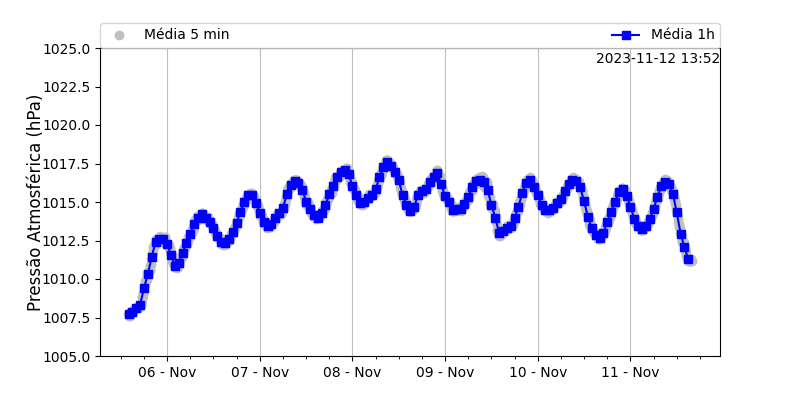 Média 5 min
Média 1h
2023-11-12 13:52
Pressão Atmosférica (hPa)
1025.0
1022.5
1020.0
1017.5
1015.0
1012.5
1010.0
1007.5
1005.0
06 - Nov
07 - Nov
08 - Nov
09 - Nov
10 - Nov
11 - Nov